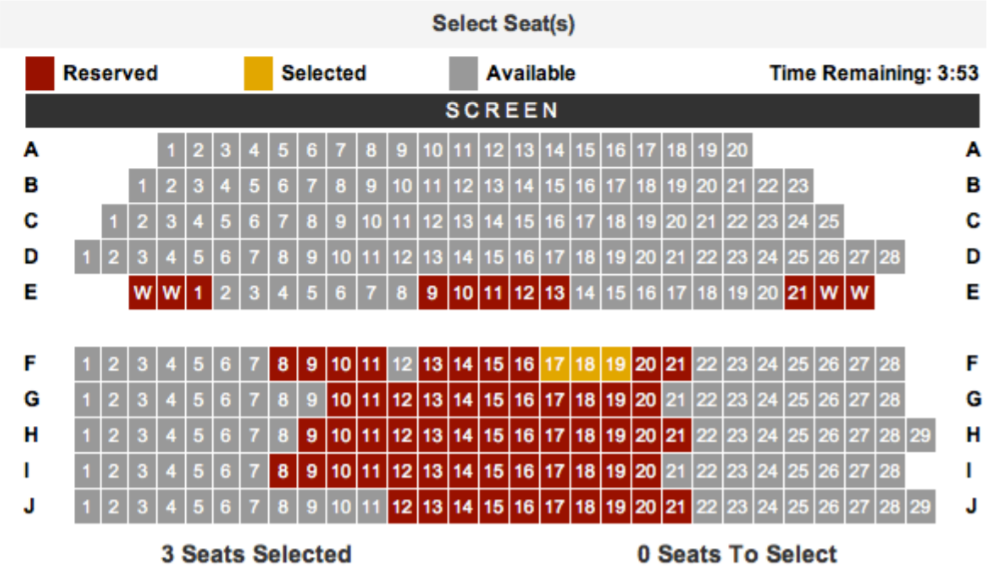 Select Seat(s)
Reserved Selected Available Time Remaining: 3:53
SCREEN
A 1 2 3 4 5 6 7 8 9 10 11 12 13 14 15 16 17 18 19 20 A
B 1 2 3 4 5 6 7 8 9 10 11 12 13 14 15 16 17 18 19 20 21 22 23 B
C 1 2 3 4 5 6 7 8 9 10 11 12 13 14 15 16 17 18 19 20 21 22 23 24 25 C
D 1 2 3 4 5 6 7 8 9 10 11 12 13 14 15 16 17 18 19 20 21 22 23 24 25 26 27 28 D
E W W 1 2 3 4 5 6 7 8 9 10 11 12 13 14 15 16 17 18 19 20 21 W W E
F 1 2 3 4 5 6 7 8 9 10 11 12 13 14 15 16 17 18 19 20 21 22 23 24 25 26 27 28 F
G 1 2 3 4 5 6 7 8 9 10 11 12 13 14 15 16 17 18 19 20 21 22 23 24 25 26 27 28 G
H 1 2 3 4 5 6 7 8 9 10 11 12 13 14 15 16 17 18 19 20 21 22 23 24 25 26 27 28 29 H
I 1 2 3 4 5 6 7 8 9 10 11 12 13 14 15 16 17 18 19 20 21 22 23 24 25 26 27 28 I
J 1 2 3 4 5 6 7 8 9 10 11 12 13 14 15 16 17 18 19 20 21 22 23 24 25 26 27 28 29 J
3 Seats Selected 0 Seats To Select